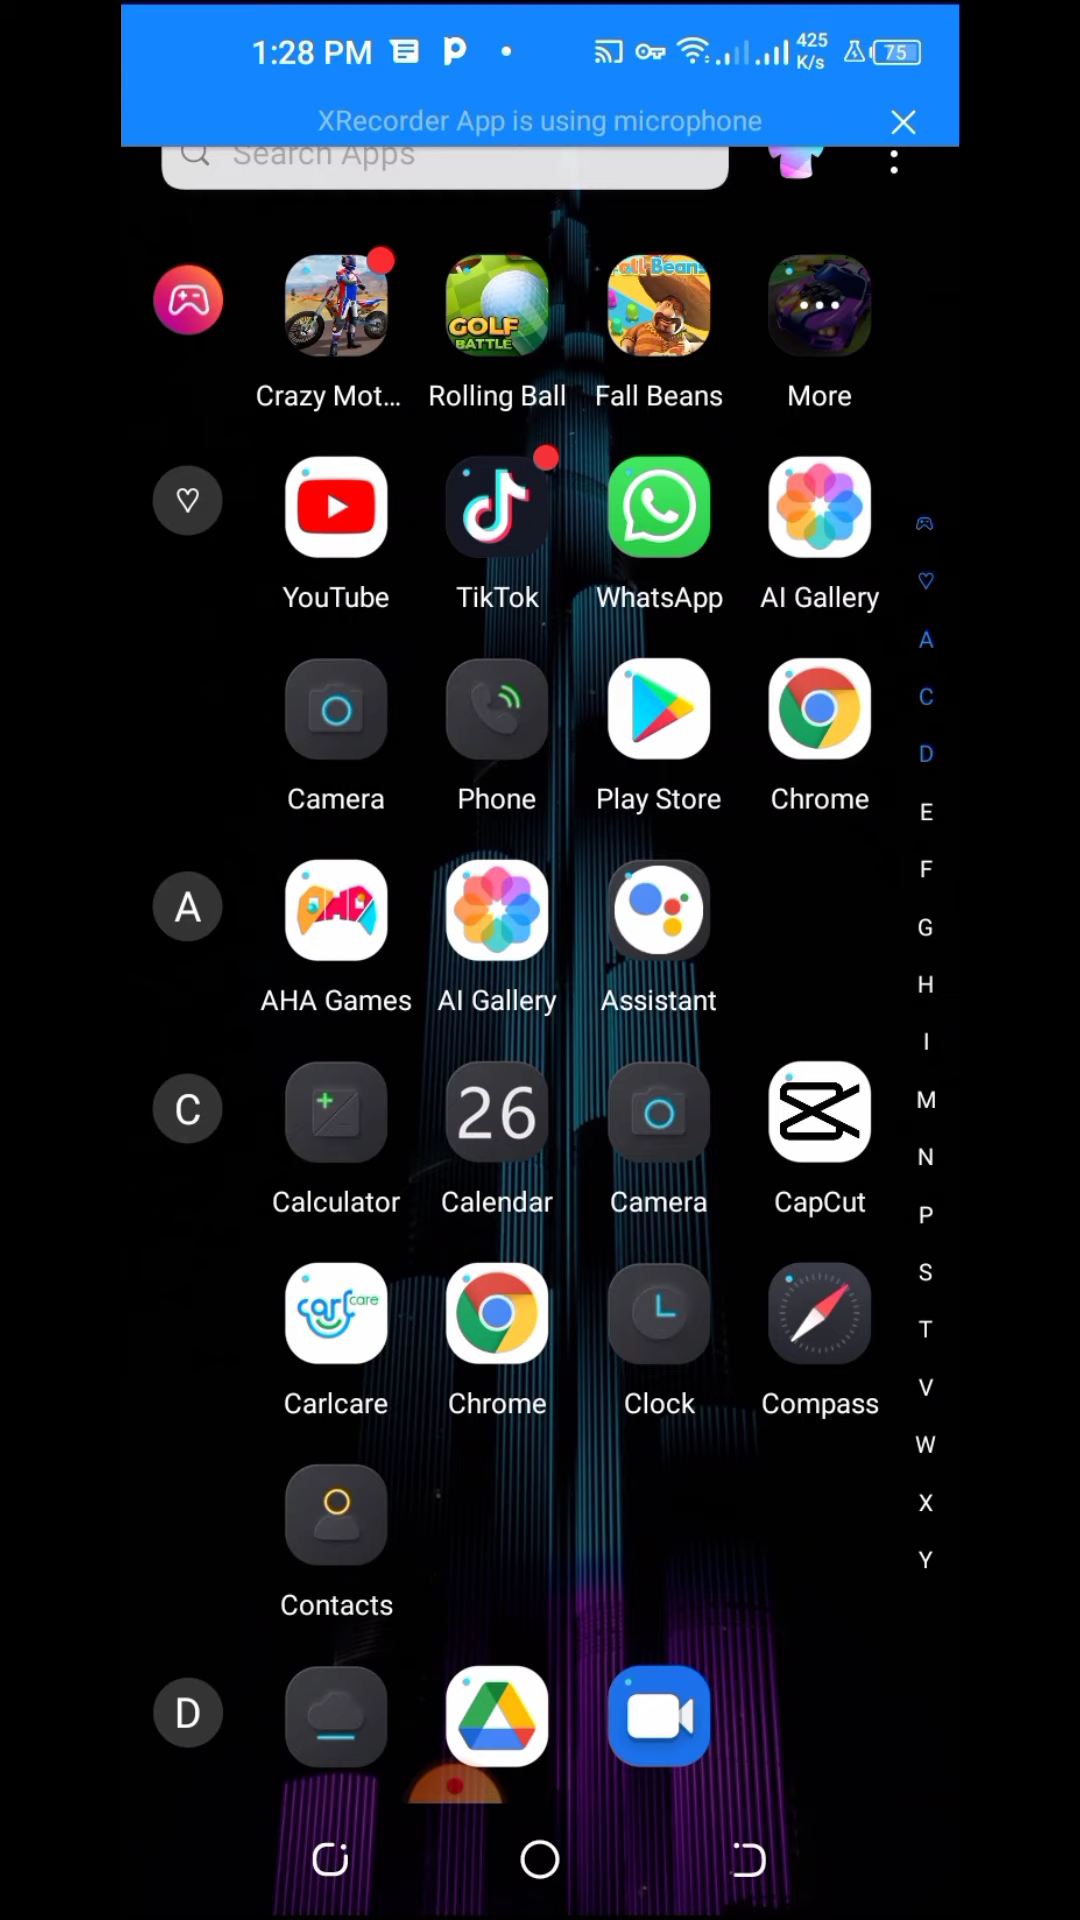 1:28 PM
425
K/s
75
XRecorder App is using microphone
Search Apps
GOLF
BATTLE
Crazy Mot...
Rolling Ball
Fall Beans
More
YouTube
TikTok
WhatsApp
AI Gallery
Camera
Phone
Play Store
Chrome
A
AHA Games
AI Gallery
Assistant
C
26
Calculator
Calendar
Camera
CapCut
carlcare
Carlcare
Chrome
Clock
Compass
Contacts
D
A
C
D
E
F
G
H
I
M
N
P
S
T
V
W
X
Y